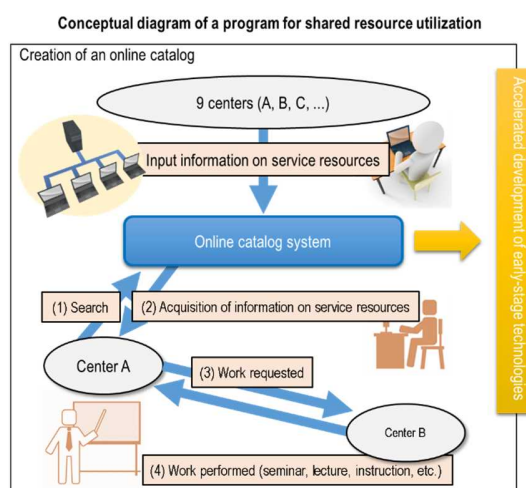 Conceptual diagram of a program for shared resource utilization
Creation of an online catalog
9 centers (A, B, C, ...)
Input information on service resources
Online catalog system
Accelerated development of early-stage technologies
(1) Search
(2) Acquisition of information on service resources
Center A
(3) Work requested
Center B
(4) Work performed (seminar, lecture, instruction, etc.)